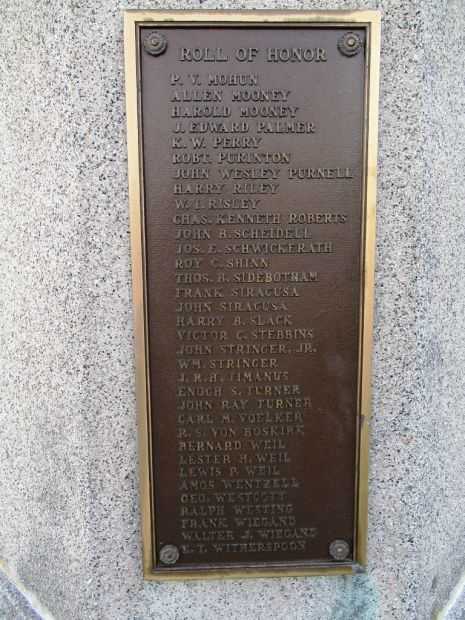 ROLL OF HONOR
P. V. MOHUN
ALLEN MOONEY
HAROLD MOONEY
J. EDWARD PALMER
K. W. PERRY
ROBT. PURINTON
JOHN WESLEY PURNELL
HARRY RILEY
W. I. RISLEY
CHAS. KENNETH ROBERTS
JOHN B. SCHEIDELL
JOS. E. SCHWICKERATH
ROY C. SHINN
THOS. B. SIDEBOTHAM
FRANK SIRACUSA
JOHN SIRACUSA
HARRY B. SLACK
VICTOR C. STEBBINS
JOHN STRINGER, JR.
WM. STRINGER
J. R. H. TIMANUS
ENOCH S. TURNER
JOHN RAY TURNER
CARL M. VOELKER
R. S. VON BOSKIRK
BERNARD WEIL
LESTER H. WEIL
LEWIS P. WEIL
AMOS WENTZELL
GEO. WESTCOTT
RALPH WESTING
FRANK WIEGAND
WALTER J. WIEGAND
E. T. WITHERSPOON